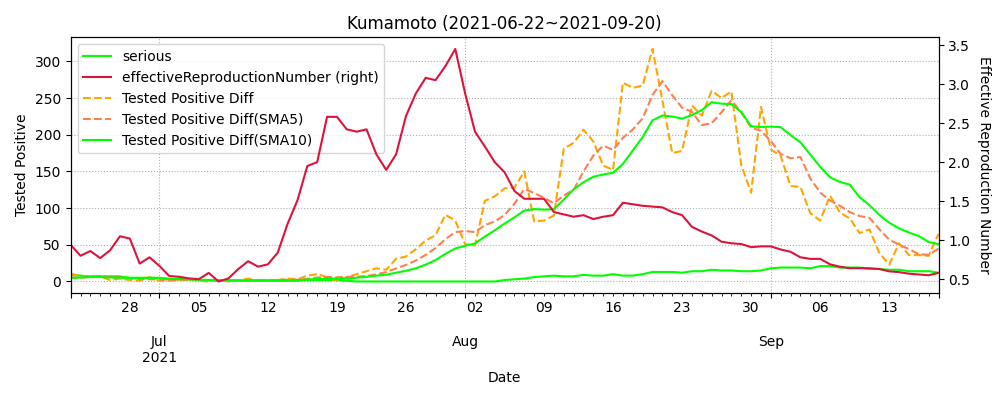 Kumamoto (2021-06-22~2021-09-20)
serious
effectiveReproductionNumber (right)
Tested Positive Diff
Tested Positive Diff(SMA5)
Tested Positive Diff(SMA10)
Tested Positive
300
250
200
150
100
50
0
3.5
3.0
2.5
2.0
1.5
1.0
0.5
Effective Reproduction Number
28 05 12 19 26 02 09 16 23 30 06 13
Jul Aug Sep
2021
Date